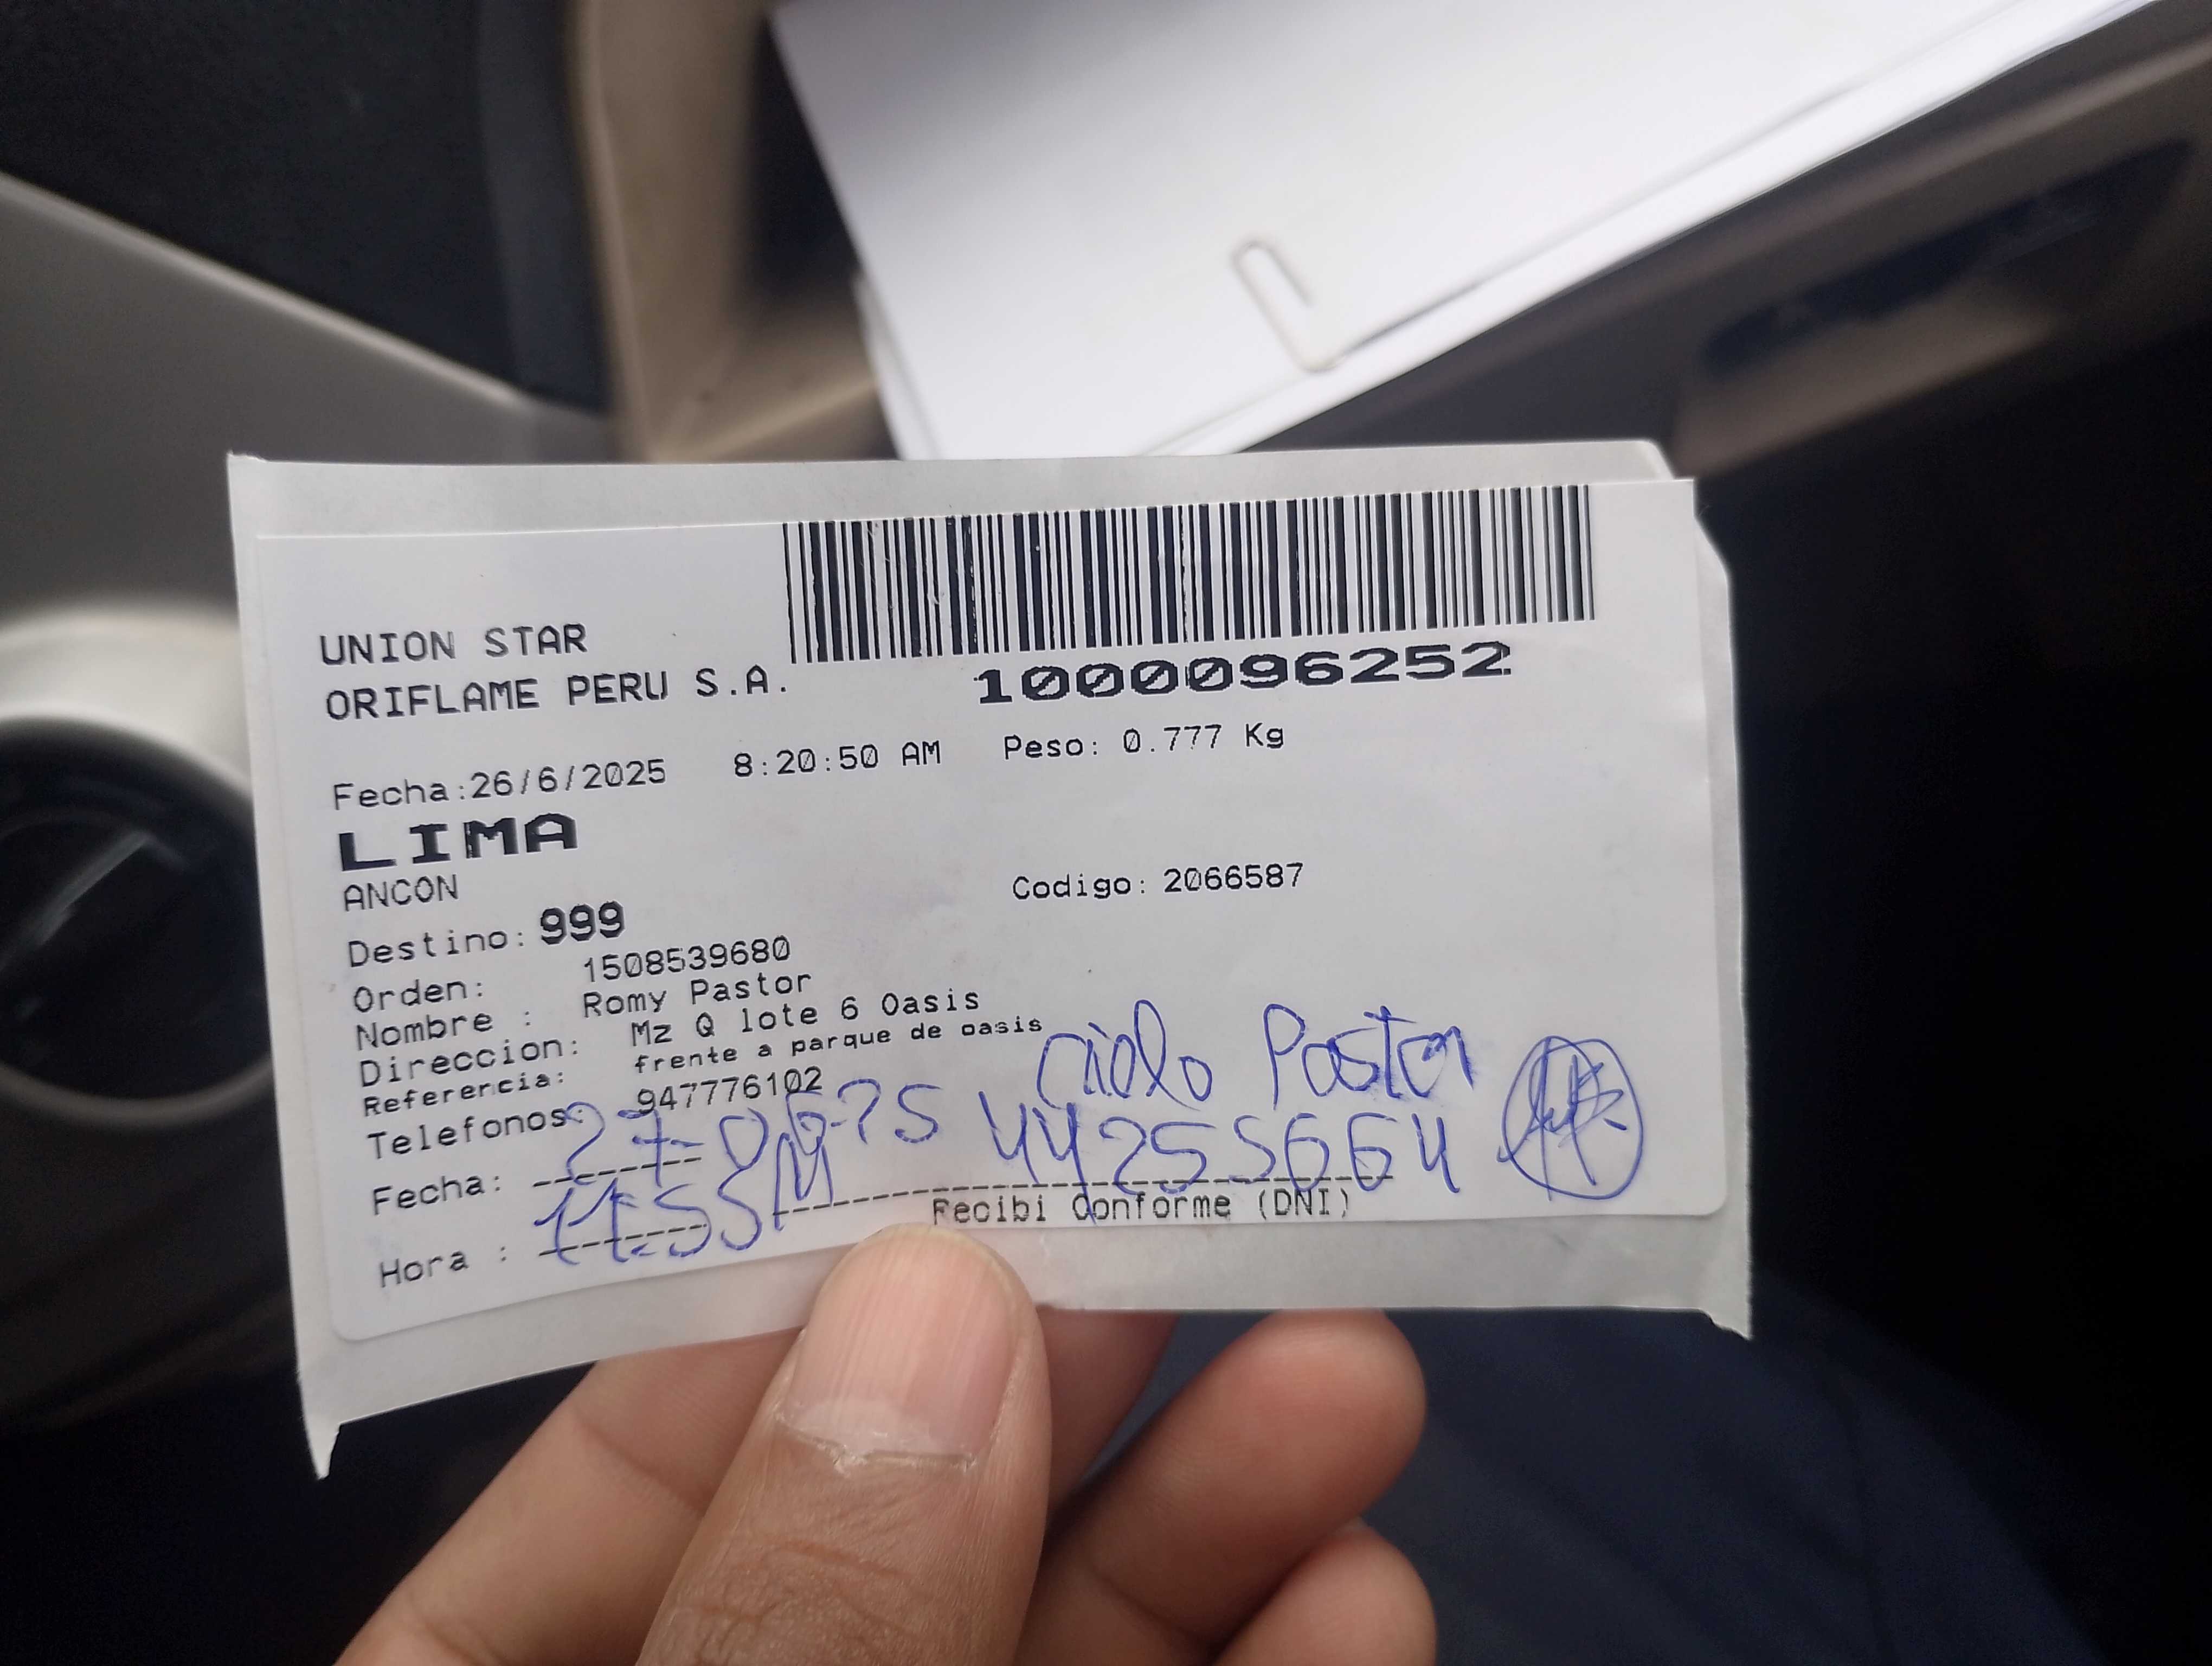 UNION STAR
ORIFLAME PERU S.A.
1000096252
Fecha:26/6/2025 8:20:50 AM Peso: 0.777 Kg
LIMA
ANCON
Codigo: 2066587
Destino: 999
Orden: 1508539680
Nombre : Romy Pastor
Direccion: Mz Q lote 6 Oasis
Referencia: frente a parque de oasis
Telefonos: 947776102
Pastor
Fecha: 27-06-25 44255664
Recibi Conforme (DNI)
Hora : 11:55 AM